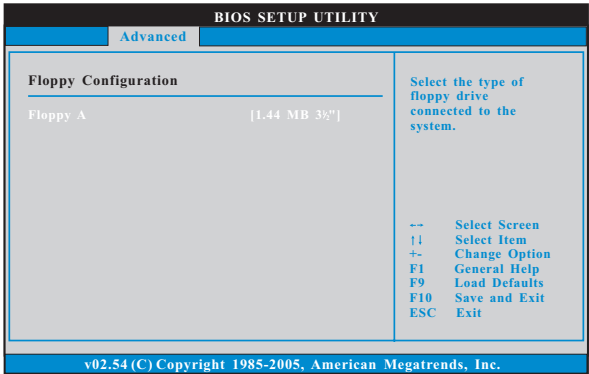 BIOS SETUP UTILITY
Advanced
Floppy Configuration
Floppy A [1.44 MB 3½"]
Select the type of
floppy drive
connected to the
system.
←→ Select Screen
↑↓ Select Item
+- Change Option
F1 General Help
F9 Load Defaults
F10 Save and Exit
ESC Exit
v02.54 (C) Copyright 1985-2005, American Megatrends, Inc.